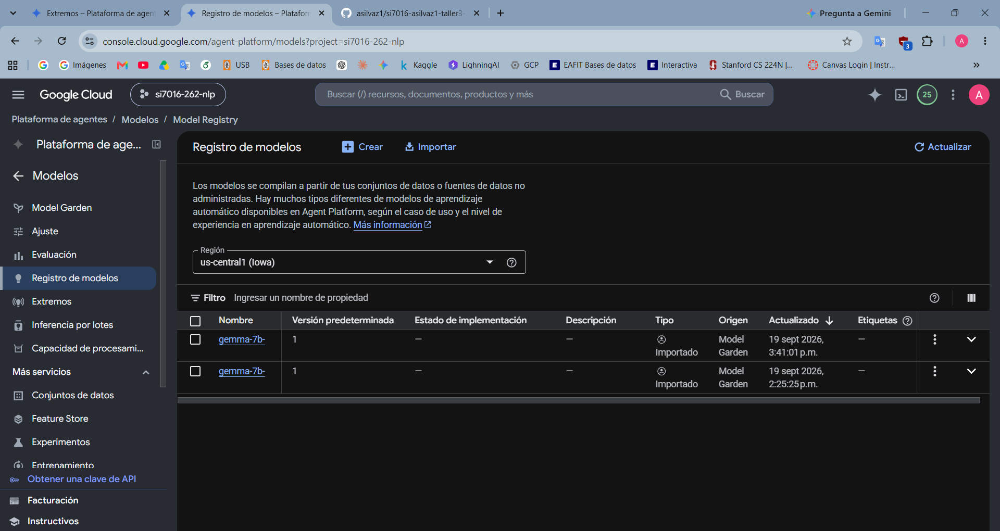 Extremos – Plataforma de agen
Registro de modelos – Platafor
asilvaz1/si7016-asilvaz1-taller3-
Pregunta a Gemini
console.cloud.google.com/agent-platform/models?project=si7016-262-nlp
3
A
Imágenes
USB
Bases de datos
Kaggle
LighningAI
GCP
EAFIT Bases de datos
Interactiva
Stanford CS 224N |...
Canvas Login | Instr...
Google Cloud
si7016-262-nlp
Buscar (/) recursos, documentos, productos y más
Buscar
25
A
Plataforma de agentes / Modelos / Model Registry
Plataforma de age...
Modelos
Model Garden
Ajuste
Evaluación
Registro de modelos
Extremos
Inferencia por lotes
Capacidad de procesami...
Más servicios
Conjuntos de datos
Feature Store
Experimentos
Entrenamiento
Obtener una clave de API
Facturación
Instructivos
Registro de modelos
Crear
Importar
Actualizar
Los modelos se compilan a partir de tus conjuntos de datos o fuentes de datos no
administradas. Hay muchos tipos diferentes de modelos de aprendizaje
automático disponibles en Agent Platform, según el caso de uso y el nivel de
experiencia en aprendizaje automático. Más información
Región
us-central1 (Iowa)
Filtro Ingresar un nombre de propiedad
Nombre Versión predeterminada Estado de implementación Descripción Tipo Origen Actualizado Etiquetas
gemma-7b- 1 — — Importado Model Garden 19 sept 2026, 3:41:01 p.m. —
gemma-7b- 1 — — Importado Model Garden 19 sept 2026, 2:25:25 p.m. —